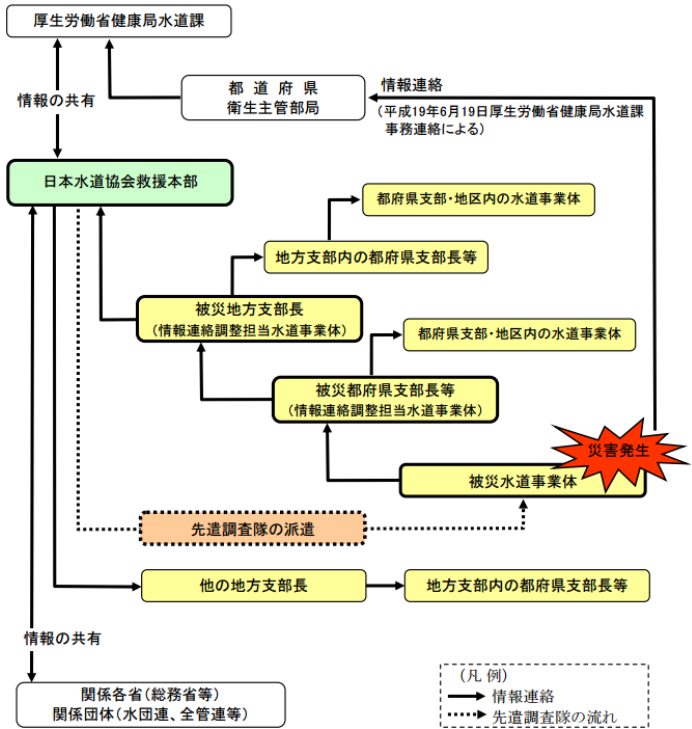 厚生労働省健康局水道課
情報の共有
都 道 府 県
衛生主管部局
情報連絡
(平成19年6月19日厚生労働省健康局水道課
事務連絡による)
日本水道協会救援本部
都府県支部・地区内の水道事業体
地方支部内の都府県支部長等
被災地方支部長
(情報連絡調整担当水道事業体)
都府県支部・地区内の水道事業体
被災都府県支部長等
(情報連絡調整担当水道事業体)
災害発生
被災水道事業体
先遣調査隊の派遣
他の地方支部長
地方支部内の都府県支部長等
情報の共有
関係各省(総務省等)
関係団体(水団連、全管連等)
(凡 例)
情報連絡
先遣調査隊の流れ